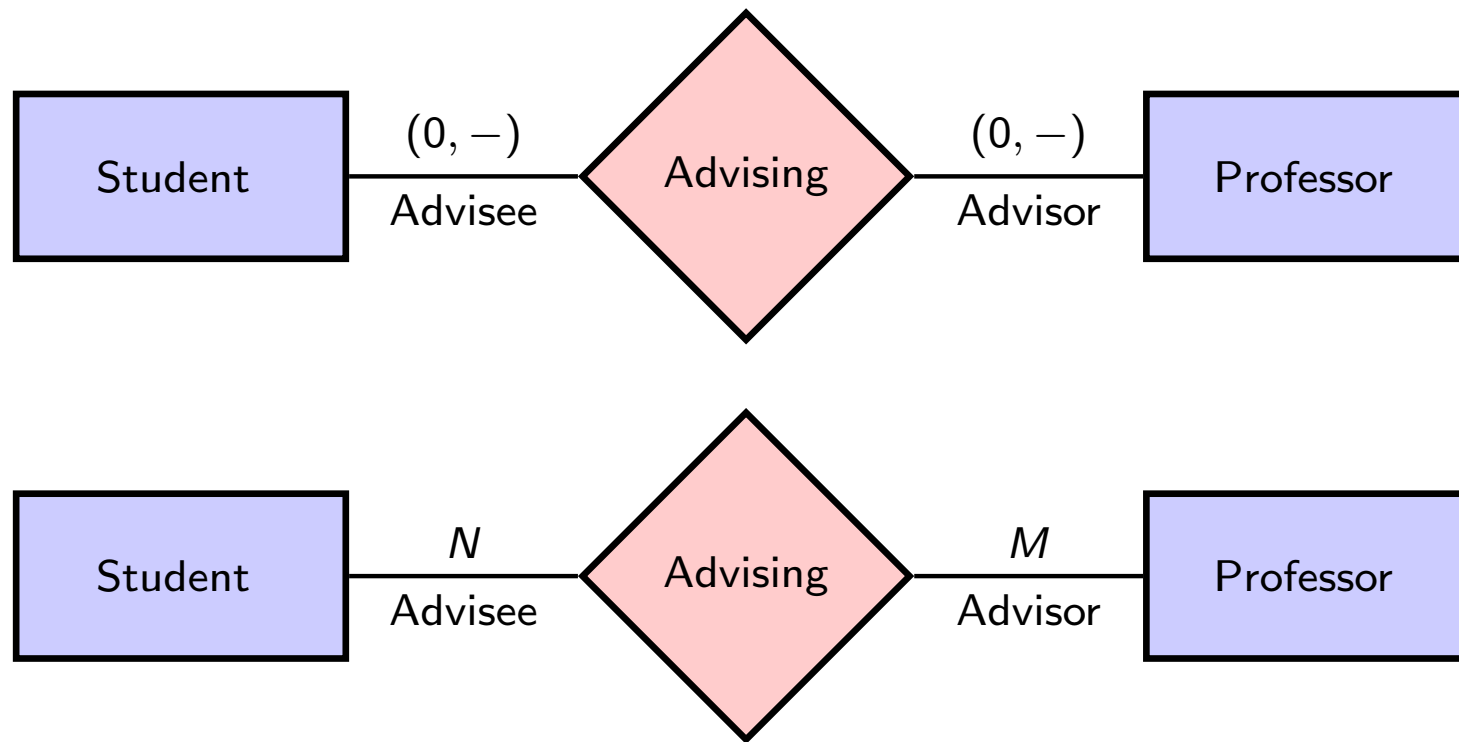 (0, −) (0, −)
Student Advising Professor
Advisee Advisor
N M
Student Advising Professor
Advisee Advisor